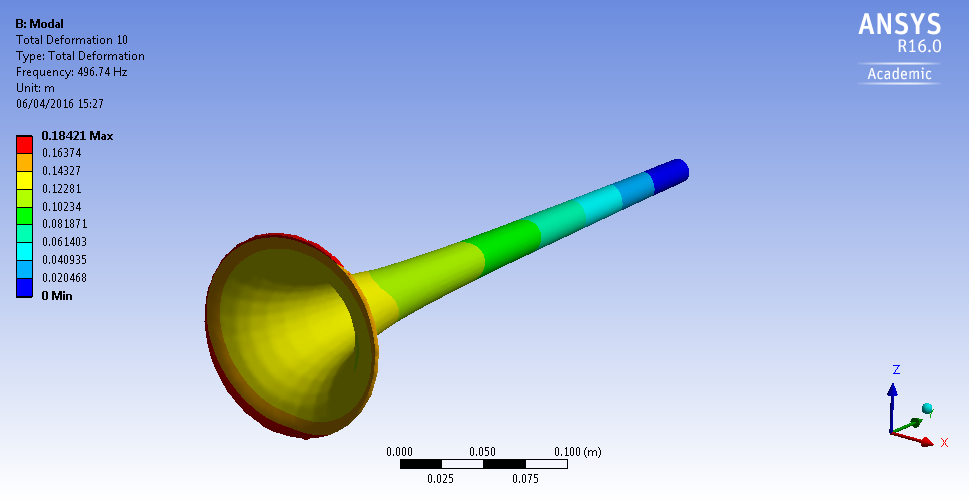 B: Modal
Total Deformation 10
Type: Total Deformation
Frequency: 496.74 Hz
Unit: m
06/04/2016 15:27
ANSYS
R16.0
Academic
0.18421 Max
0.16374
0.14327
0.12281
0.10234
0.081871
0.061403
0.040935
0.020468
0 Min
0.000 0.050 0.100 (m)
0.025 0.075
Z
Y
X